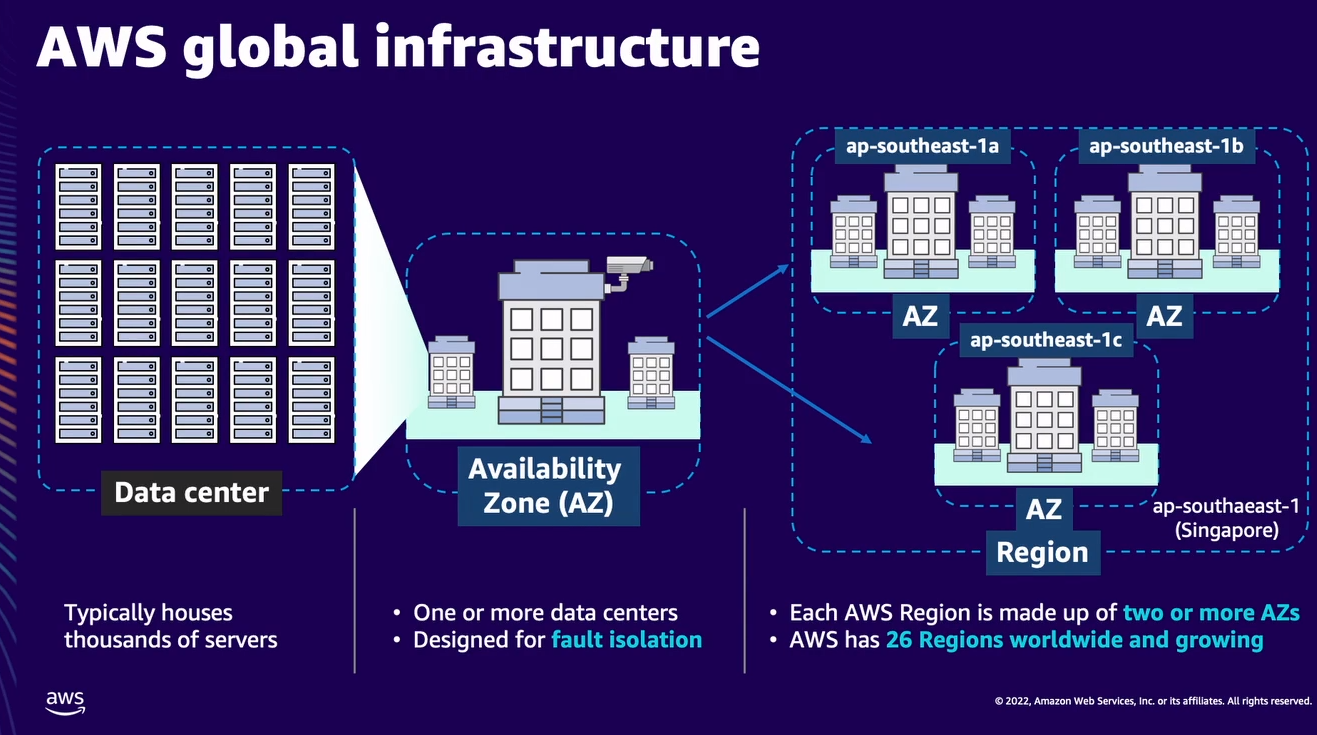 AWS global infrastructure
Data center
Typically houses
thousands of servers
Availability
Zone (AZ)
• One or more data centers
• Designed for fault isolation
ap-southeast-1a
AZ
ap-southeast-1b
AZ
ap-southeast-1c
AZ
ap-southaeast-1
(Singapore)
Region
• Each AWS Region is made up of two or more AZs
• AWS has 26 Regions worldwide and growing
aws
© 2022, Amazon Web Services, Inc. or its affiliates. All rights reserved.